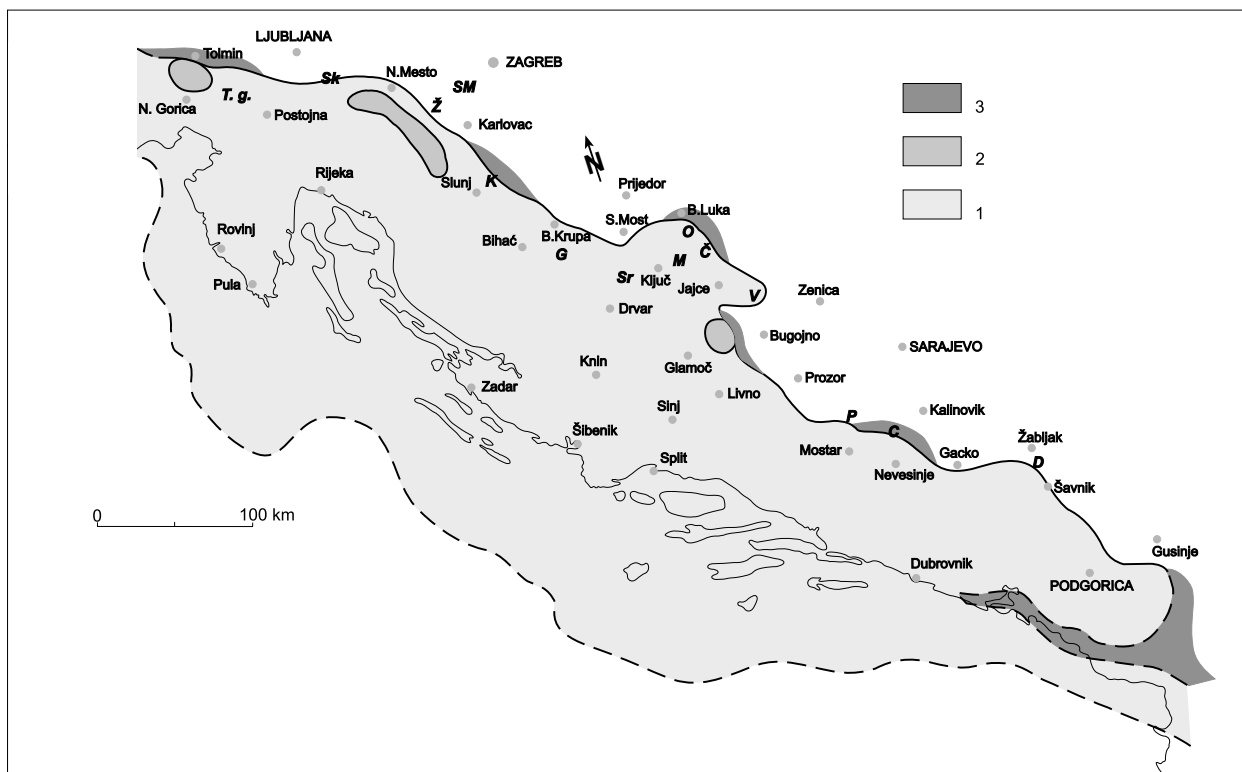 LJUBLJANA
Tolmin
ZAGREB
Sk
N.Mesto
SM
T. g.
N. Gorica
Ž
3
Postojna
Karlovac
2
N
Rijeka
Slunj
K
Prijedor
1
B.Luka
S.Most
Rovinj
B.Krupa
O
Bihać
G
Č
M
Sr
Ključ
Pula
Jajce
V
Zenica
Drvar
Bugojno
SARAJEVO
Knin
Glamoč
Prozor
Zadar
Livno
Sinj
P
Kalinovik
Šibenik
C
Žabljak
Mostar
Gacko
D
Split
Nevesinje
Šavnik
0
100 km
Gusinje
Dubrovnik
PODGORICA